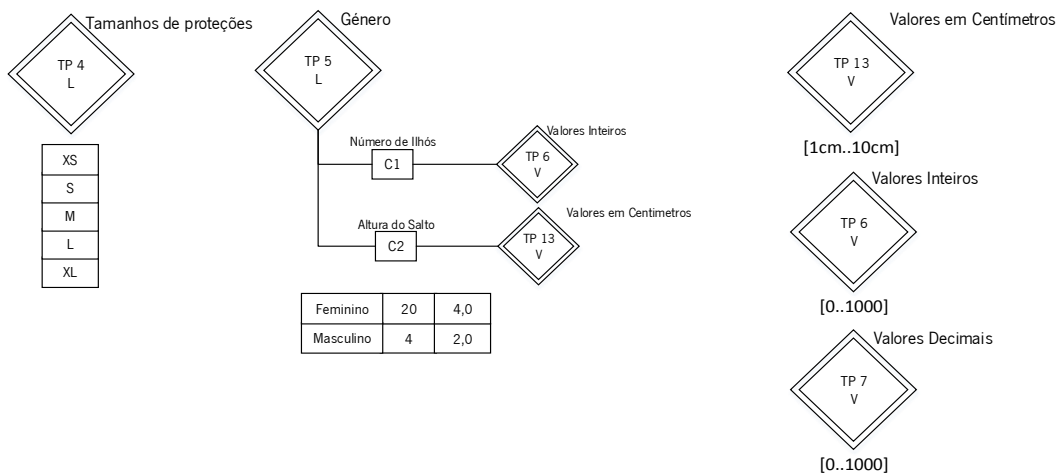 Tamanhos de proteções
TP 4
L
XS
S
M
L
XL
Género
TP 5
L
Número de Ilhós
C1
Valores Inteiros
TP 6
V
Altura do Salto
C2
Valores em Centimetros
TP 13
V
Feminino 20 4,0
Masculino 4 2,0
Valores em Centímetros
TP 13
V
[1cm..10cm]
Valores Inteiros
TP 6
V
[0..1000]
Valores Decimais
TP 7
V
[0..1000]